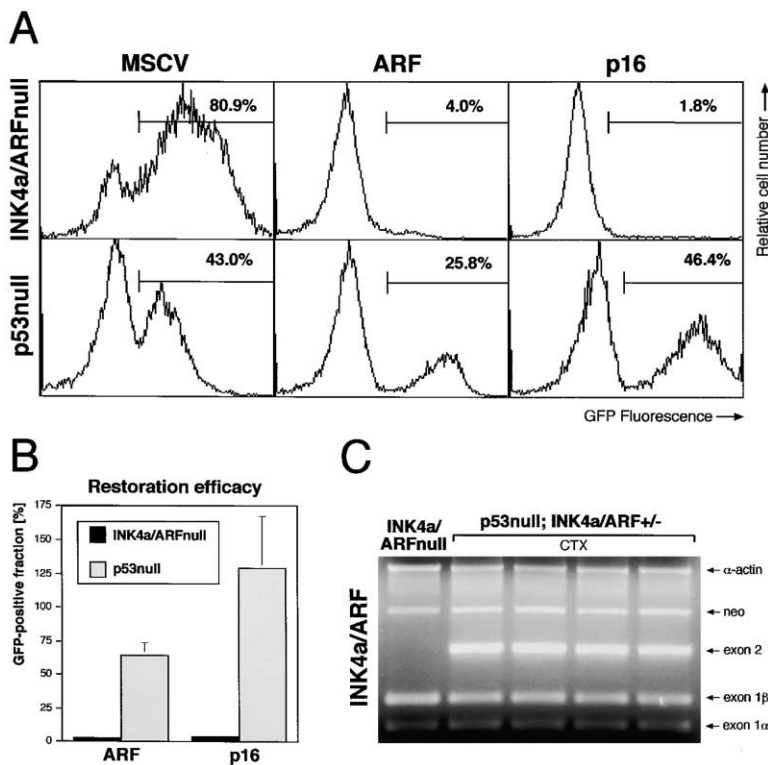 A
MSCV ARF p16
INK4a/ARFnull
80.9% 4.0% 1.8%
Relative cell number →
p53null
43.0% 25.8% 46.4%
GFP Fluorescence →
B
Restoration efficacy
GFP-positive fraction [%]
175
150
125
100
75
50
25
0
INK4a/ARFnull
p53null
ARF p16
C
INK4a/
ARFnull
p53null; INK4a/ARF+/-
CTX
INK4a/ARF
← α-actin
← neo
← exon 2
← exon 1β
← exon 1α